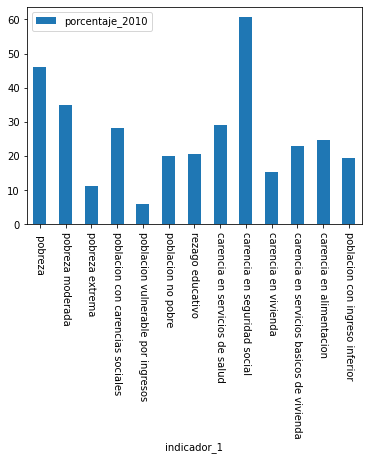 porcentaje_2010
60
50
40
30
20
10
0
pobreza
pobreza moderada
pobreza extrema
poblacion con carencias sociales
poblacion vulnerable por ingresos
poblacion no pobre
rezago educativo
carencia en servicios de salud
carencia en seguridad social
carencia en vivienda
carencia en servicios basicos de vivienda
carencia en alimentacion
poblacion con ingreso inferior
indicador_1